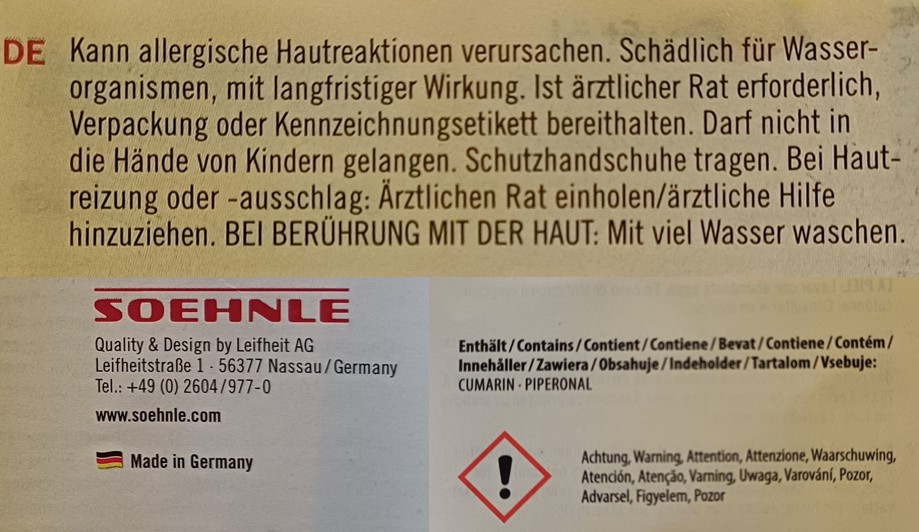 DE Kann allergische Hautreaktionen verursachen. Schädlich für Wasser-
organismen, mit langfristiger Wirkung. Ist ärztlicher Rat erforderlich,
Verpackung oder Kennzeichnungsetikett bereithalten. Darf nicht in
die Hände von Kindern gelangen. Schutzhandschuhe tragen. Bei Haut-
reizung oder -ausschlag: Ärztlichen Rat einholen/ärztliche Hilfe
hinzuziehen. BEI BERÜHRUNG MIT DER HAUT: Mit viel Wasser waschen.
SOEHNLE
Quality & Design by Leifheit AG
Leifheitstraße 1 · 56377 Nassau/Germany
Tel.: +49 (0) 2604/977-0
www.soehnle.com
Made in Germany
Enthält/Contains/Contient/Contiene/Bevat/Contiene/Contém/
Innehåller/Zawiera/Obsahuje/Indeholder/Tartalom/Vsebuje:
CUMARIN · PIPERONAL
Achtung, Warning, Attention, Attenzione, Waarschuwing,
Atención, Atenção, Varning, Uwaga, Varování, Pozor,
Advarsel, Figyelem, Pozor